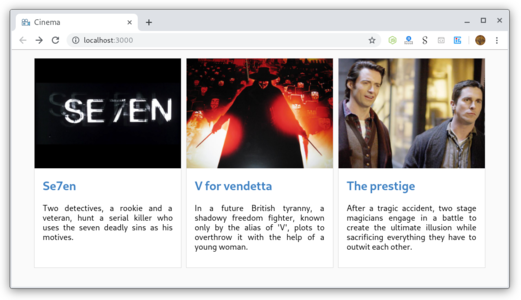 Cinema
localhost:3000
SE7EN
Se7en
Two detectives, a rookie and a
veteran, hunt a serial killer who
uses the seven deadly sins as his
motives.
V for vendetta
In a future British tyranny, a
shadowy freedom fighter, known
only by the alias of 'V', plots to
overthrow it with the help of a
young woman.
The prestige
After a tragic accident, two stage
magicians engage in a battle to
create the ultimate illusion while
sacrificing everything they have to
outwit each other.